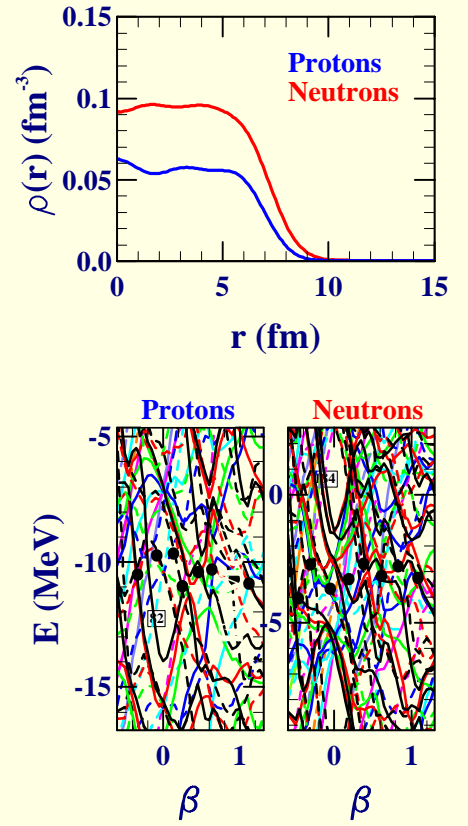 0.15
0.1
0.05
0.0
ρ(r) (fm⁻³)
Protons
Neutrons
0 5 10 15
r (fm)
Protons Neutrons
-5
-10
-15
E (MeV)
82
0
-5
0 1
0 1
β β